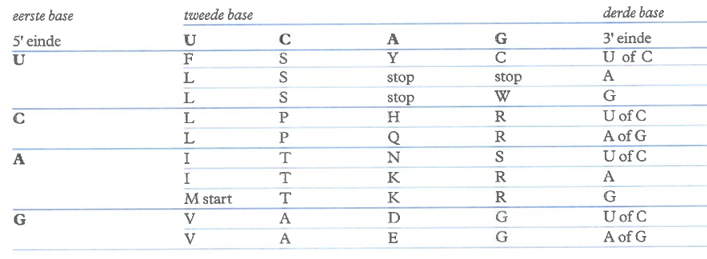 eerste base tweede base derde base
5' einde U C A G 3' einde
U F S Y C U of C
L S stop stop A
L S stop W G
C L P H R U of C
L P Q R A of G
A I T N S U of C
I T K R A
M start T K R G
G V A D G U of C
V A E G A of G